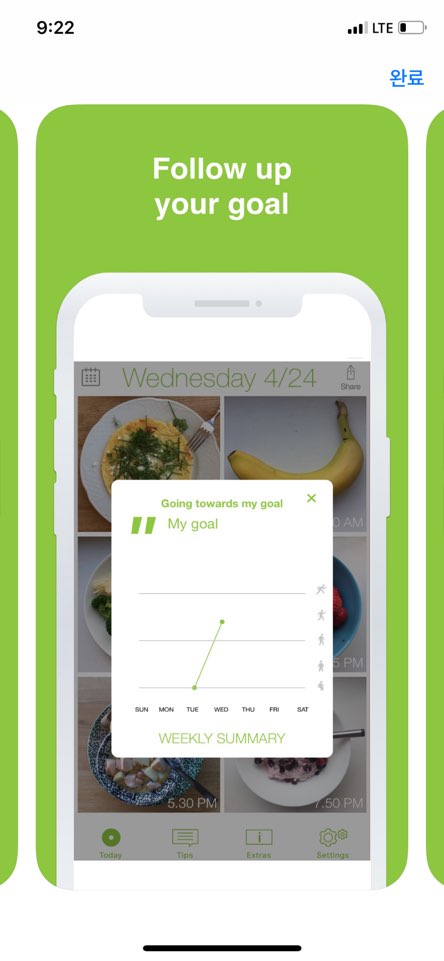 9:22
LTE
완료
Follow up
your goal
Wednesday 4/24
Share
Going towards my goal
My goal
0 AM
5 PM
SUN MON TUE WED THU FRI SAT
WEEKLY SUMMARY
5.30 PM
7.50 PM
Today Tips Extras Settings